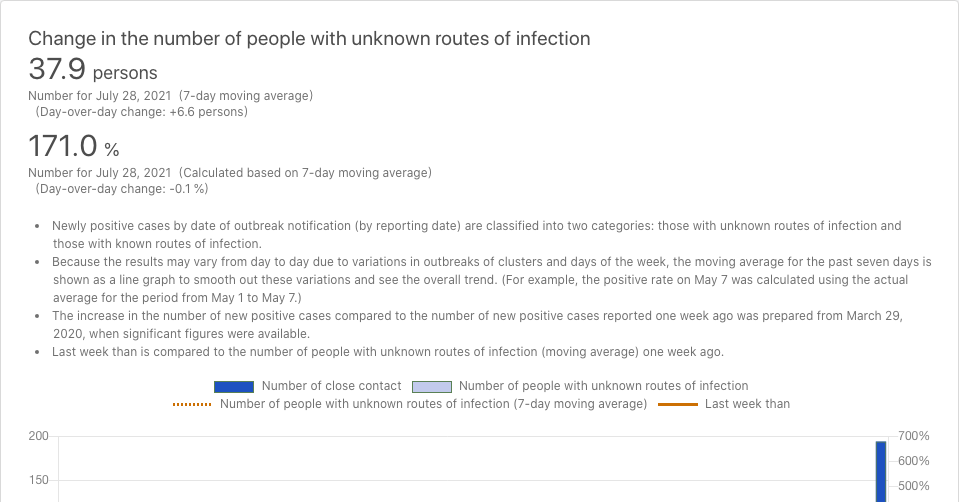 Change in the number of people with unknown routes of infection
37.9 persons
Number for July 28, 2021  (7-day moving average)
(Day-over-day change: +6.6 persons)
171.0 %
Number for July 28, 2021  (Calculated based on 7-day moving average)
(Day-over-day change: -0.1 %)
• Newly positive cases by date of outbreak notification (by reporting date) are classified into two categories: those with unknown routes of infection and
those with known routes of infection.
• Because the results may vary from day to day due to variations in outbreaks of clusters and days of the week, the moving average for the past seven days is
shown as a line graph to smooth out these variations and see the overall trend. (For example, the positive rate on May 7 was calculated using the actual
average for the period from May 1 to May 7.)
• The increase in the number of new positive cases compared to the number of new positive cases reported one week ago was prepared from March 29,
2020, when significant figures were available.
• Last week than is compared to the number of people with unknown routes of infection (moving average) one week ago.
Number of close contact Number of people with unknown routes of infection
Number of people with unknown routes of infection (7-day moving average) Last week than
200 700%
600%
150 500%